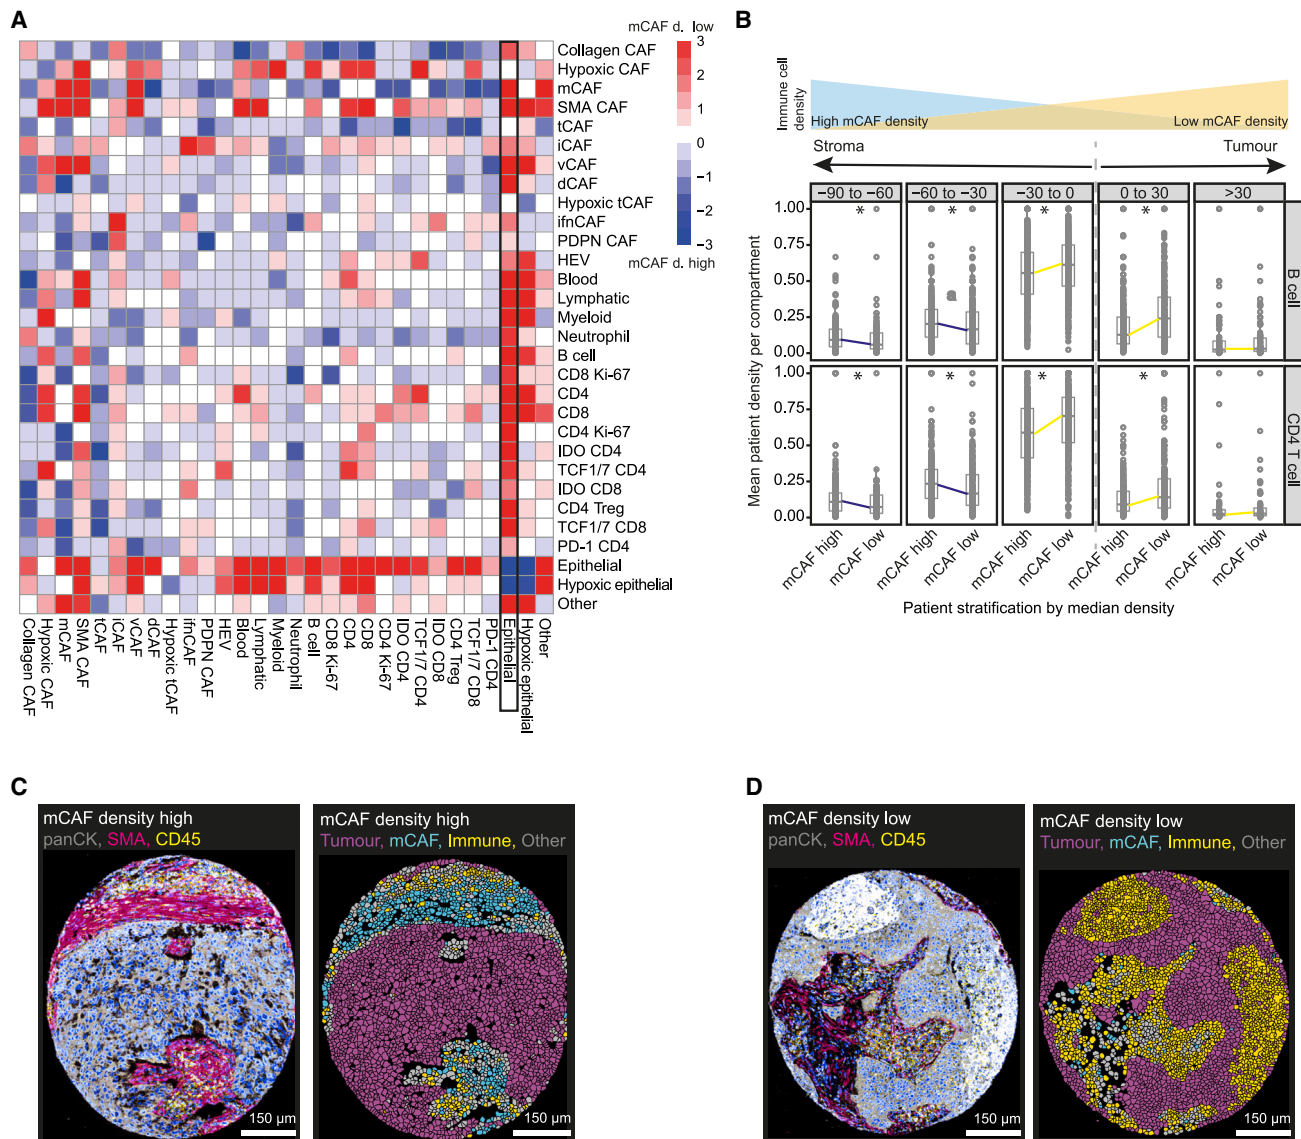 A
mCAF d. low
3
2
1
0
−1
−2
−3
mCAF d. high
Collagen CAF
Hypoxic CAF
mCAF
SMA CAF
tCAF
iCAF
vCAF
dCAF
Hypoxic tCAF
ifnCAF
PDPN CAF
HEV
Blood
Lymphatic
Myeloid
Neutrophil
B cell
CD8 Ki-67
CD4
CD8
CD4 Ki-67
IDO CD4
TCF1/7 CD4
IDO CD8
CD4 Treg
TCF1/7 CD8
PD-1 CD4
Epithelial
Hypoxic epithelial
Other
Collagen CAF
Hypoxic CAF
mCAF
SMA CAF
tCAF
iCAF
vCAF
dCAF
Hypoxic tCAF
ifnCAF
PDPN CAF
HEV
Blood
Lymphatic
Myeloid
Neutrophil
B cell
CD8 Ki-67
CD4
CD8
CD4 Ki-67
IDO CD4
TCF1/7 CD4
IDO CD8
CD4 Treg
TCF1/7 CD8
PD-1 CD4
Epithelial
Hypoxic epithelial
Other
B
Immune cell
density
High mCAF density
Low mCAF density
Stroma
Tumour
−90 to −60
−60 to −30
−30 to 0
0 to 30
>30
Mean patient density per compartment
1.00
0.75
0.50
0.25
0.00
* * * *
B cell
1.00
0.75
0.50
0.25
0.00
* * * *
CD4 T cell
mCAF high
mCAF low
mCAF high
mCAF low
mCAF high
mCAF low
mCAF high
mCAF low
mCAF high
mCAF low
Patient stratification by median density
C
mCAF density high
panCK, SMA, CD45
150 µm
mCAF density high
Tumour, mCAF, Immune, Other
150 µm
D
mCAF density low
panCK, SMA, CD45
150 µm
mCAF density low
Tumour, mCAF, Immune, Other
150 µm